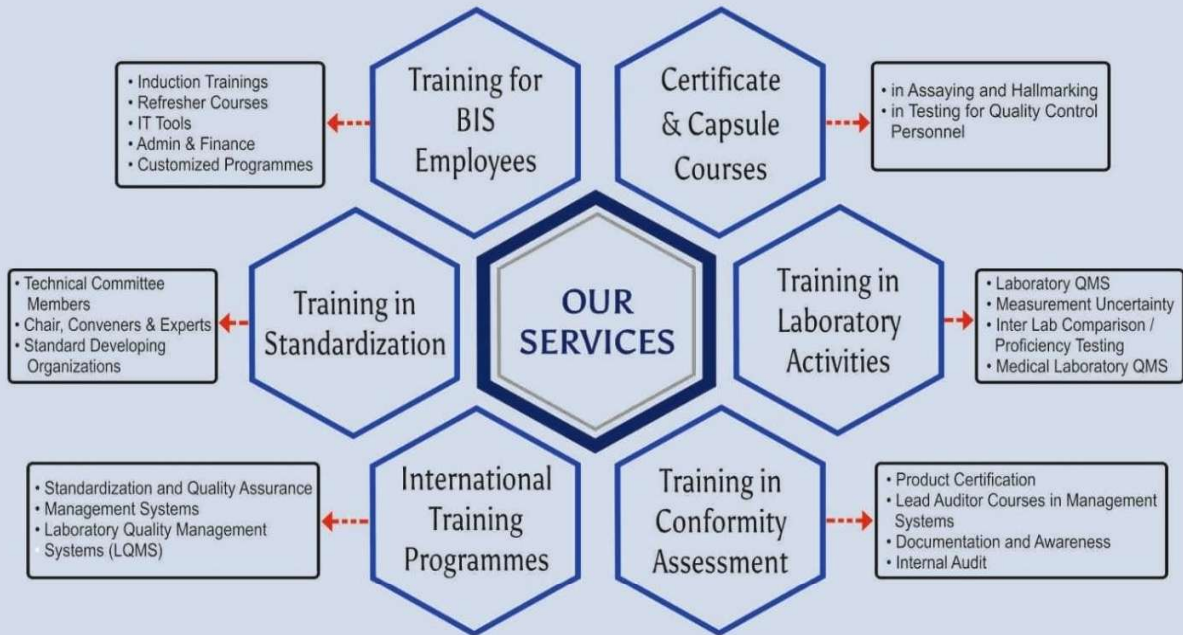 • Induction Trainings
• Refresher Courses
• IT Tools
• Admin & Finance
• Customized Programmes
Training for
BIS
Employees
Certificate
& Capsule
Courses
• in Assaying and Hallmarking
• in Testing for Quality Control
Personnel
• Technical Committee
Members
• Chair, Conveners & Experts
• Standard Developing
Organizations
Training in
Standardization
OUR
SERVICES
Training in
Laboratory
Activities
• Laboratory QMS
• Measurement Uncertainty
• Inter Lab Comparison /
Proficiency Testing
• Medical Laboratory QMS
• Standardization and Quality Assurance
• Management Systems
• Laboratory Quality Management
Systems (LQMS)
International
Training
Programmes
Training in
Conformity
Assessment
• Product Certification
• Lead Auditor Courses in Management
Systems
• Documentation and Awareness
• Internal Audit